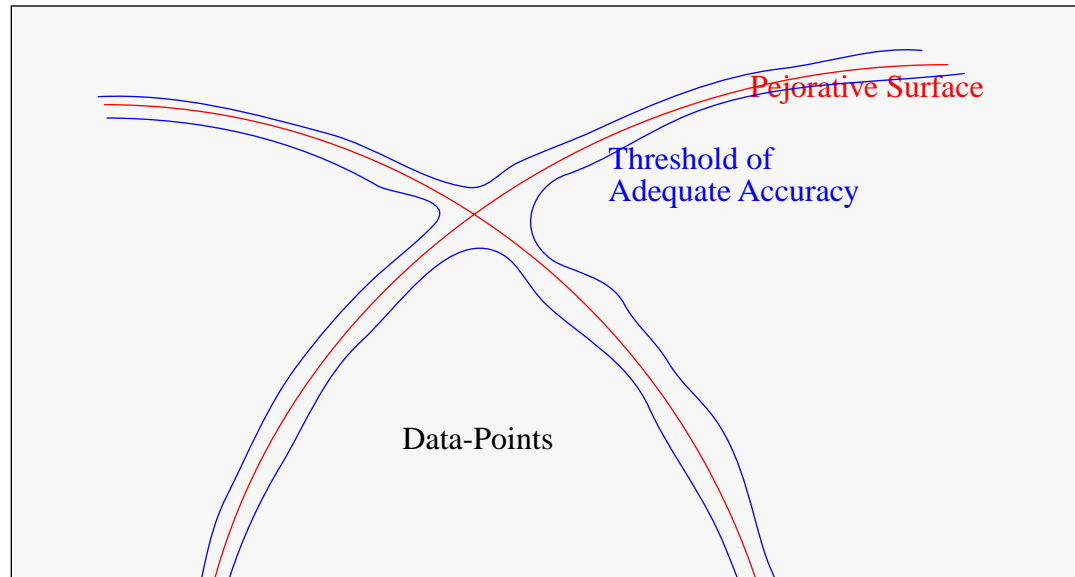 Pejorative Surface
Threshold of
Adequate Accuracy
Data-Points